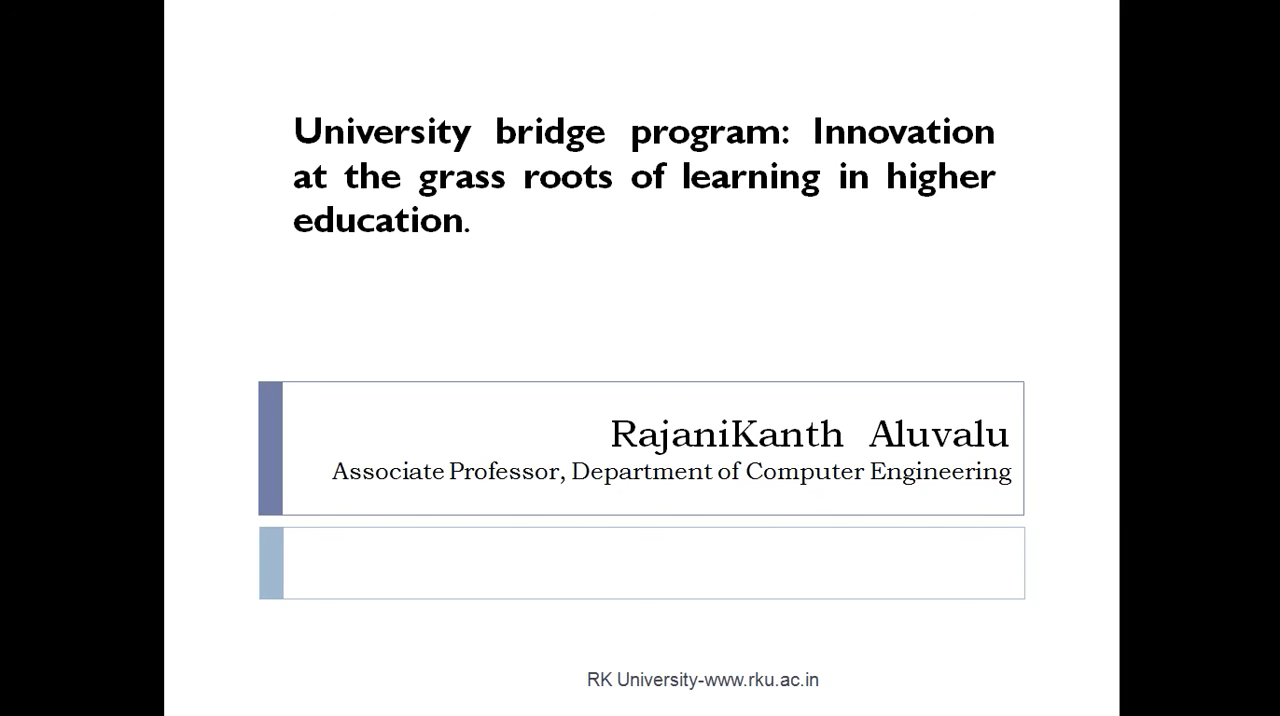 University bridge program: Innovation
at the grass roots of learning in higher
education.
RajaniKanth Aluvalu
Associate Professor, Department of Computer Engineering
RK University-www.rku.ac.in